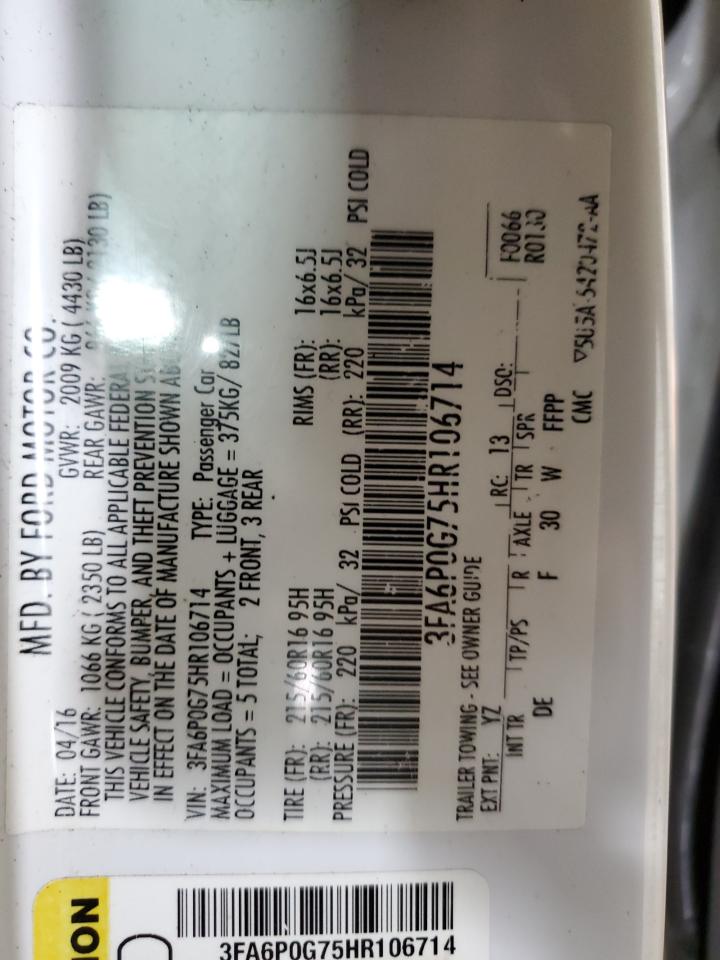 MFD. BY FORD MOTOR CO.
DATE: 04/16 GVWR: 2009 KG ( 4430 LB)
FRONT GAWR: 1066 KG ( 2350 LB) REAR GAWR: 2130 LB)
THIS VEHICLE CONFORMS TO ALL APPLICABLE FEDERAL
VEHICLE SAFETY, BUMPER, AND THEFT PREVENTION
IN EFFECT ON THE DATE OF MANUFACTURE SHOWN
VIN: 3FA6P0G75HR106714 TYPE: Passenger Car
MAXIMUM LOAD = OCCUPANTS + LUGGAGE = 375KG/ 827LB
OCCUPANTS = 5 TOTAL; 2 FRONT, 3 REAR
TIRE (FR): 215/60R16 95H RIMS (FR): 16x6.5J
(RR): 215/60R16 95H (RR): 16x6.5J
PRESSURE (FR): 220 kPa/ 32 PSI COLD (RR): 220 kPa/ 32 PSI COLD
3FA6P0G75HR106714
TRAILER TOWING - SEE OWNER GUIDE
EXT PNT: YZ RC: 13 DSO: F0066
INT TR TP/PS R AXLE TR SPR R0130
DE F 30 W FFPP
CMC
ION
3FA6P0G75HR106714